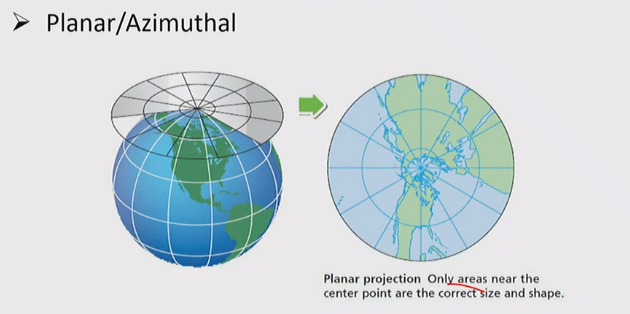 Planar/Azimuthal
Planar projection Only areas near the
center point are the correct size and shape.